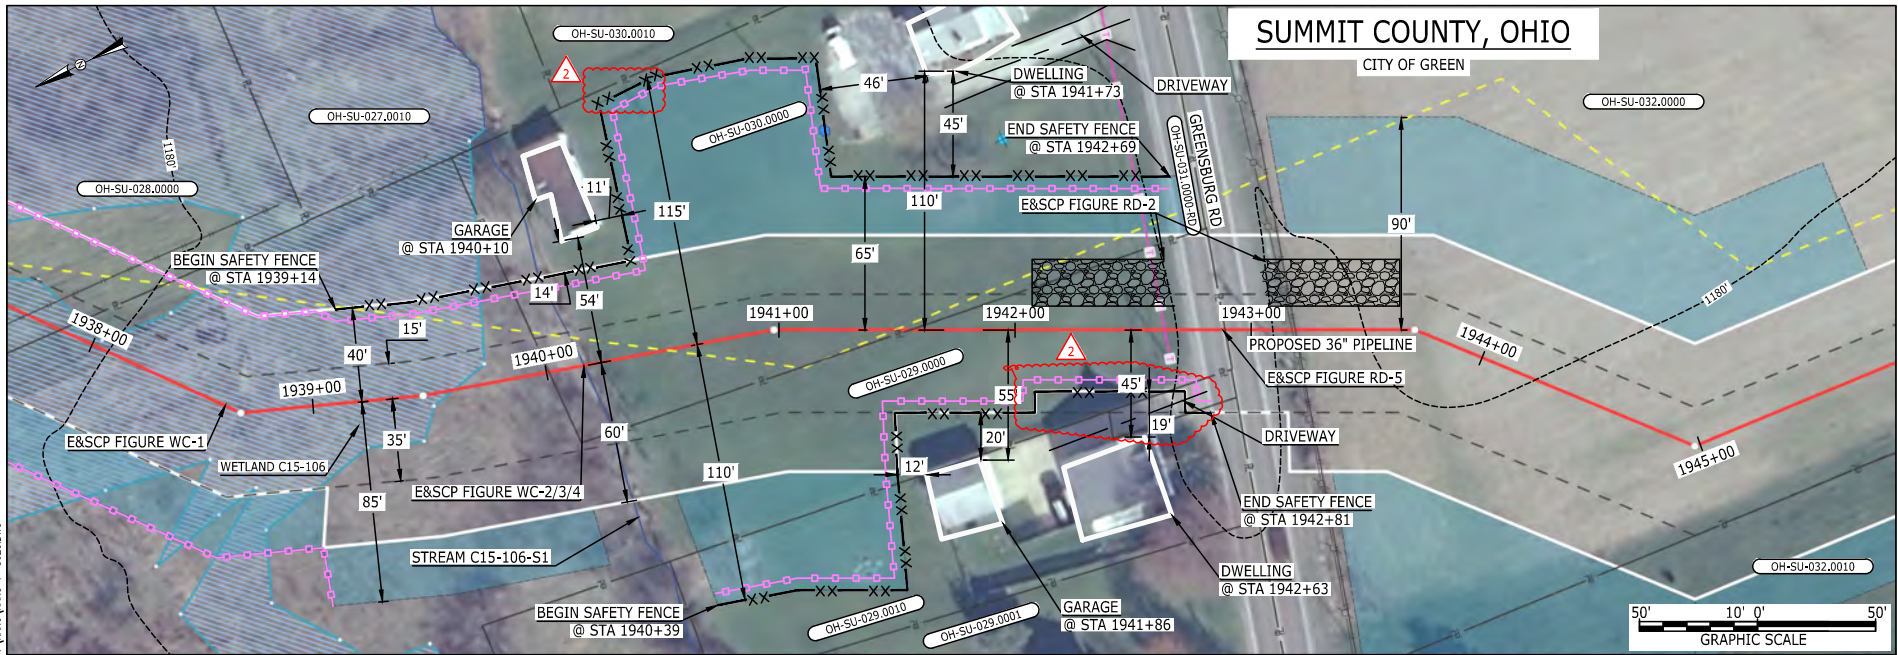 SUMMIT COUNTY, OHIO
CITY OF GREEN
N
OH-SU-030.0010
2
OH-SU-027.0010
OH-SU-028.0000
1180'
OH-SU-030.0000
46'
DWELLING
@ STA 1941+73
DRIVEWAY
45'
END SAFETY FENCE
@ STA 1942+69
GREENSBURG RD
OH-SU-031.0000-RD
OH-SU-032.0000
11'
115'
110'
E&SCP FIGURE RD-2
90'
GARAGE
@ STA 1940+10
BEGIN SAFETY FENCE
@ STA 1939+14
65'
14'
54'
15'
40'
1938+00
1939+00
1940+00
1941+00
1942+00
1943+00
PROPOSED 36" PIPELINE
1944+00
1180'
2
E&SCP FIGURE RD-5
OH-SU-029.0000
45'
55'
E&SCP FIGURE WC-1
35'
WETLAND C15-106
60'
20'
19'
DRIVEWAY
1945+00
E&SCP FIGURE WC-2/3/4
85'
110'
12'
END SAFETY FENCE
@ STA 1942+81
STREAM C15-106-S1
DWELLING
@ STA 1942+63
OH-SU-032.0010
BEGIN SAFETY FENCE
@ STA 1940+39
OH-SU-029.0010
OH-SU-029.0001
GARAGE
@ STA 1941+86
50' 10' 0' 50'
GRAPHIC SCALE